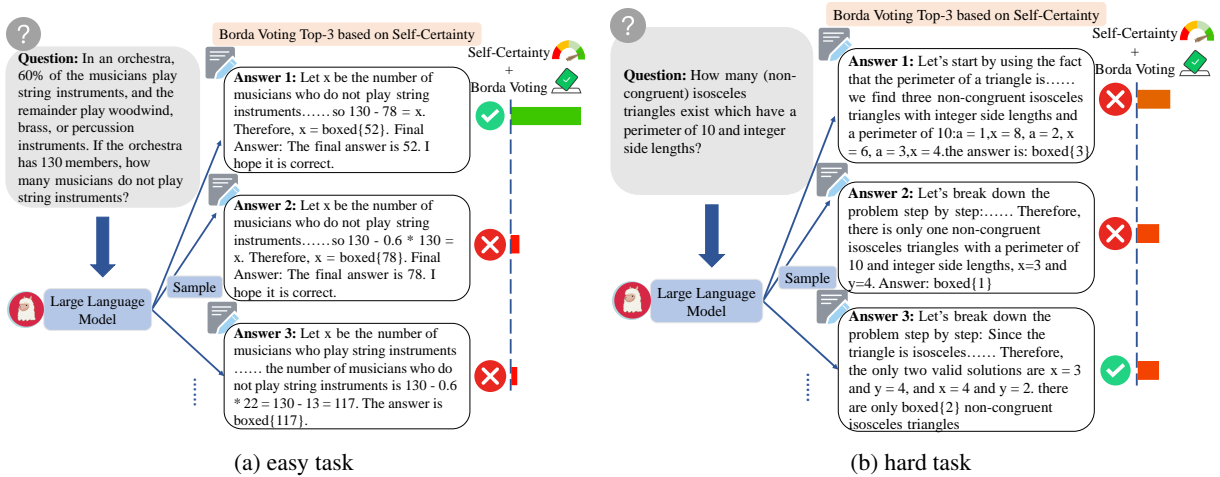 ?
Borda Voting Top-3 based on Self-Certainty
Question: In an orchestra,
60% of the musicians play
string instruments, and the
remainder play woodwind,
brass, or percussion
instruments. If the orchestra
has 130 members, how
many musicians do not play
string instruments?
Large Language
Model
Sample
Answer 1: Let x be the number of
musicians who do not play string
instruments…… so 130 - 78 = x.
Therefore, x = boxed{52}. Final
Answer: The final answer is 52. I
hope it is correct.
Answer 2: Let x be the number of
musicians who do not play string
instruments……so 130 - 0.6 * 130 =
x. Therefore, x = boxed{78}. Final
Answer: The final answer is 78. I
hope it is correct.
Answer 3: Let x be the number of
musicians who play string instruments
…… the number of musicians who do
not play string instruments is 130 - 0.6
* 22 = 130 - 13 = 117. The answer is
boxed{117}.
Self-Certainty
+
Borda Voting
(a) easy task
?
Borda Voting Top-3 based on Self-Certainty
Question: How many (non-
congruent) isosceles
triangles exist which have a
perimeter of 10 and integer
side lengths?
Large Language
Model
Sample
Answer 1: Let's start by using the fact
that the perimeter of a triangle is……
we find three non-congruent isosceles
triangles with integer side lengths and
a perimeter of 10:a = 1,x = 8, a = 2, x
= 6, a = 3,x = 4.the answer is: boxed{3}
Answer 2: Let's break down the
problem step by step:…… Therefore,
there is only one non-congruent
isosceles triangles with a perimeter of
10 and integer side lengths, x=3 and
y=4. Answer: boxed{1}
Answer 3: Let's break down the
problem step by step: Since the
triangle is isosceles…… Therefore,
the only two valid solutions are x = 3
and y = 4, and x = 4 and y = 2. there
are only boxed{2} non-congruent
isosceles triangles
Self-Certainty
+
Borda Voting
(b) hard task